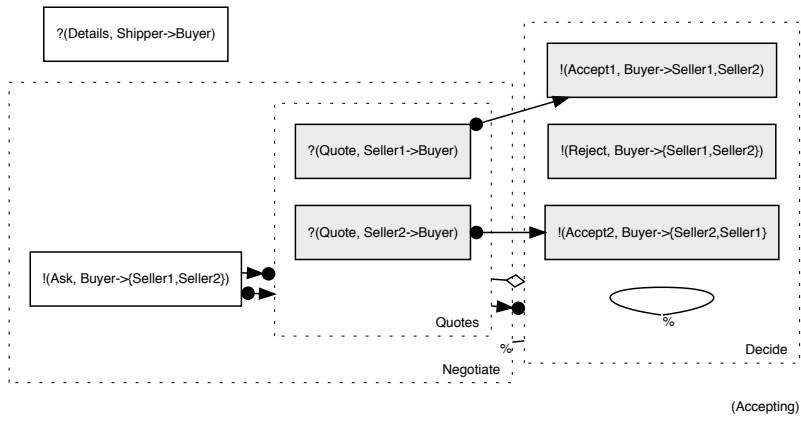 ?(Details, Shipper->Buyer)
!(Accept1, Buyer->Seller1,Seller2)
?(Quote, Seller1->Buyer)
!(Reject, Buyer->{Seller1,Seller2})
?(Quote, Seller2->Buyer)
!(Accept2, Buyer->{Seller2,Seller1}
!(Ask, Buyer->{Seller1,Seller2})
%
Quotes
%
Decide
Negotiate
(Accepting)